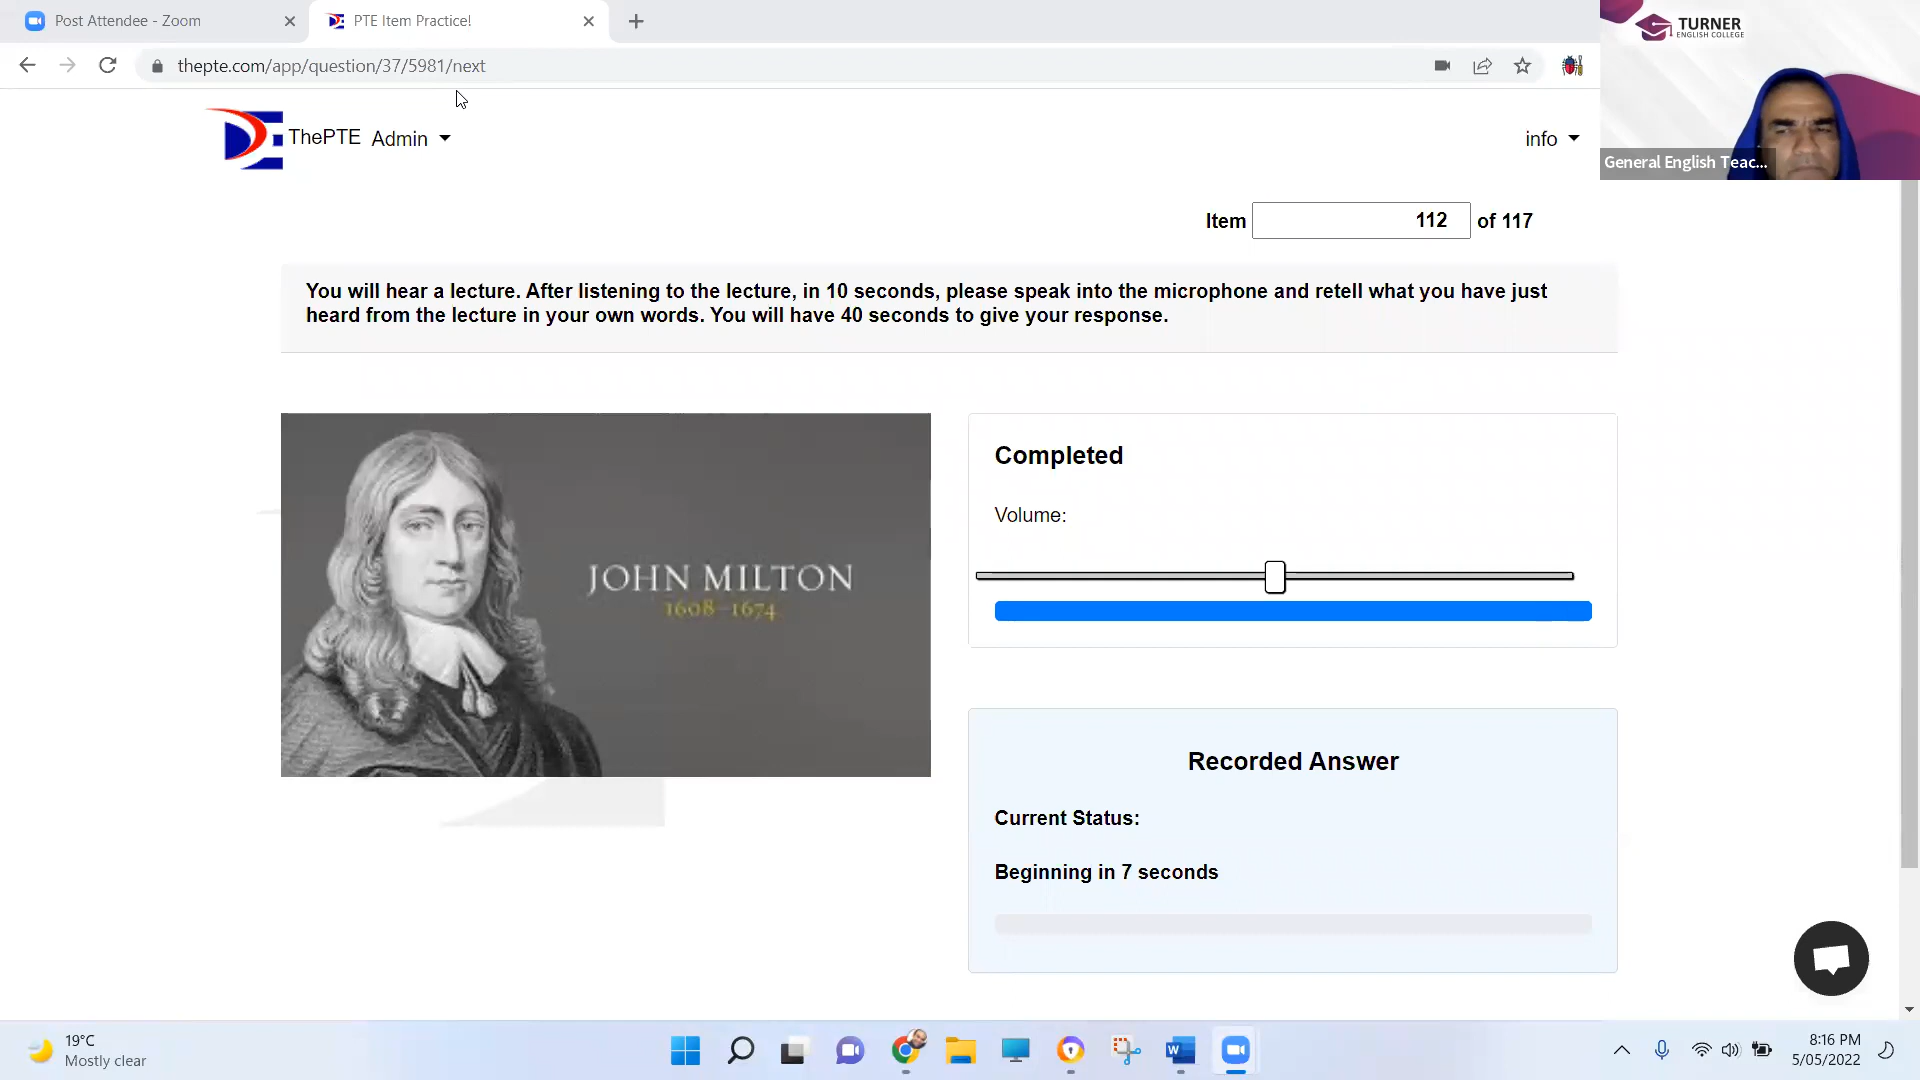 Post Attendee - Zoom
PTE Item Practice!
TURNER
ENGLISH COLLEGE
thepte.com/app/question/37/5981/next
ThePTE Admin
info
General English Teac...
Item 112 of 117
You will hear a lecture. After listening to the lecture, in 10 seconds, please speak into the microphone and retell what you have just
heard from the lecture in your own words. You will have 40 seconds to give your response.
JOHN MILTON
1608-1674
Completed
Volume:
Recorded Answer
Current Status:
Beginning in 7 seconds
19°C
Mostly clear
8:16 PM
5/05/2022